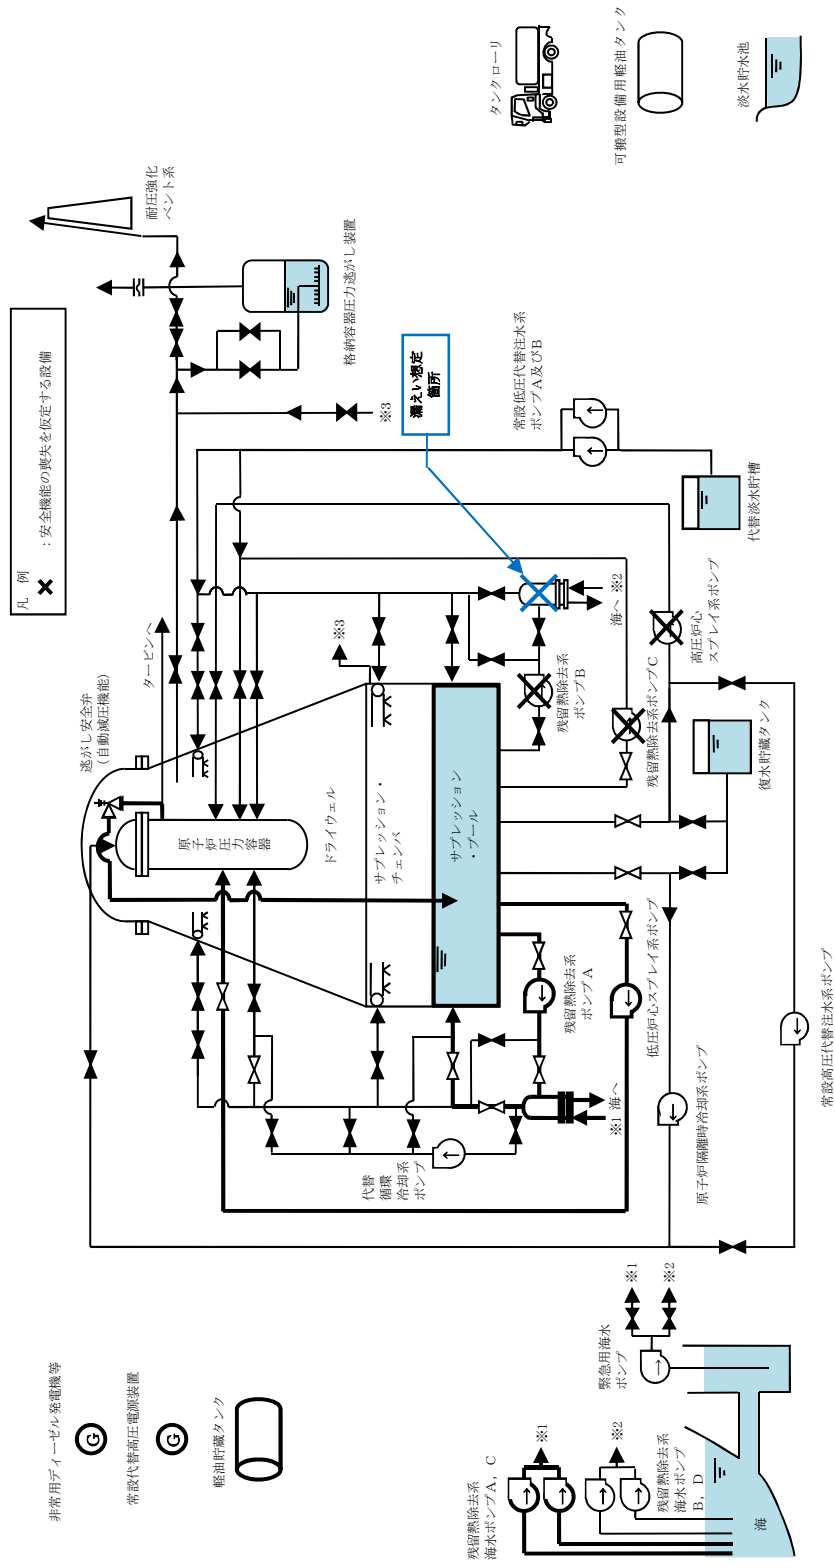 凡 例
：安全機能の喪失を仮定する設備
耐圧強化
ベント系
格納容器圧力逃がし装置
※3
漏えい想定
箇所
常設低圧代替注水系
ポンプA及びB
代替淡水貯槽
タンクローリ
可搬型設備用軽油タンク
淡水貯水池
タービンへ
※3
海へ ※2
残留熱除去系
ポンプB
残留熱除去系ポンプC
高圧炉心
スプレイ系ポンプ
復水貯蔵タンク
逃がし安全弁
（自動減圧機能）
原子炉圧力容器
ドライウェル
サプレッション・
チェンバ
サプレッション
・プール
残留熱除去系
ポンプA
低圧炉心スプレイ系ポンプ
常設高圧代替注水系ポンプ
原子炉隔離時冷却系ポンプ
※1 海へ
代替
循環
冷却系
ポンプ
非常用ディーゼル発電機等
G
常設代替高圧電源装置
G
軽油貯蔵タンク
緊急用海水
ポンプ
※1
※2
残留熱除去系
海水ポンプA，C
※1
※2
残留熱除去系
海水ポンプ
B，D
海